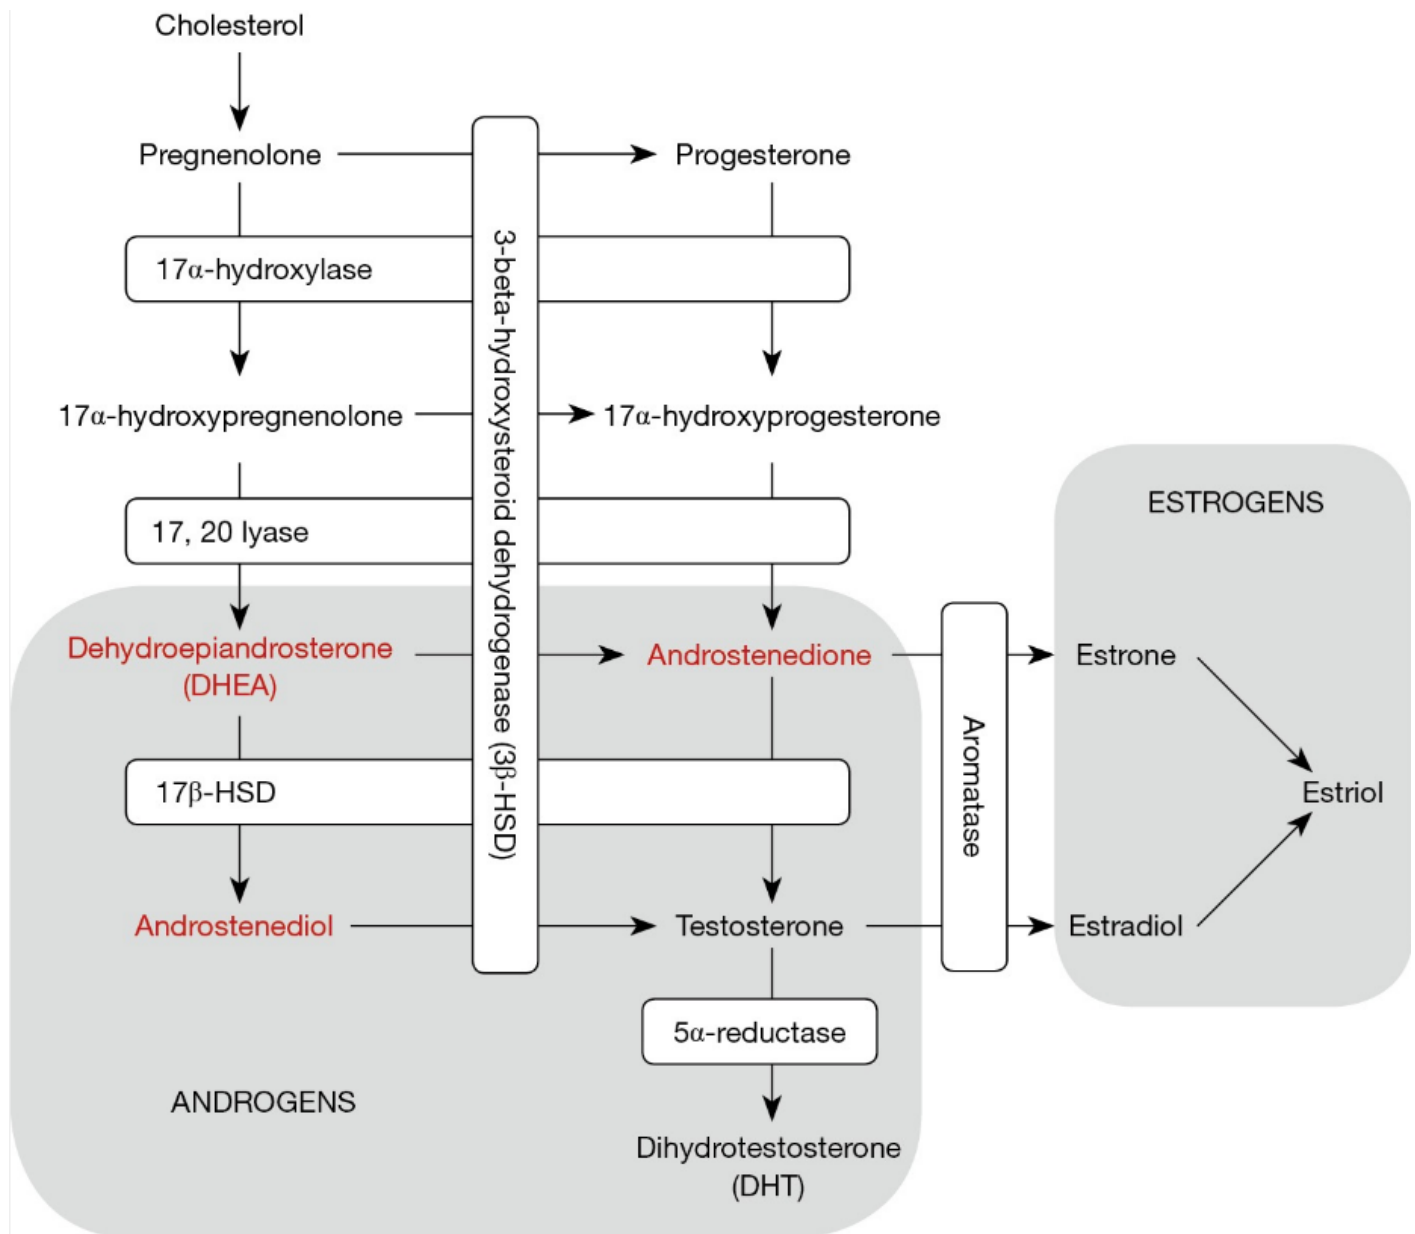 Cholesterol
Pregnenolone
Progesterone
17α-hydroxylase
3-beta-hydroxysteroid dehydrogenase (3β-HSD)
17α-hydroxypregnenolone
17α-hydroxyprogesterone
ESTROGENS
17, 20 lyase
Dehydroepiandrosterone
(DHEA)
Androstenedione
Aromatase
Estrone
17β-HSD
Estriol
Androstenediol
Testosterone
Estradiol
5α-reductase
ANDROGENS
Dihydrotestosterone
(DHT)